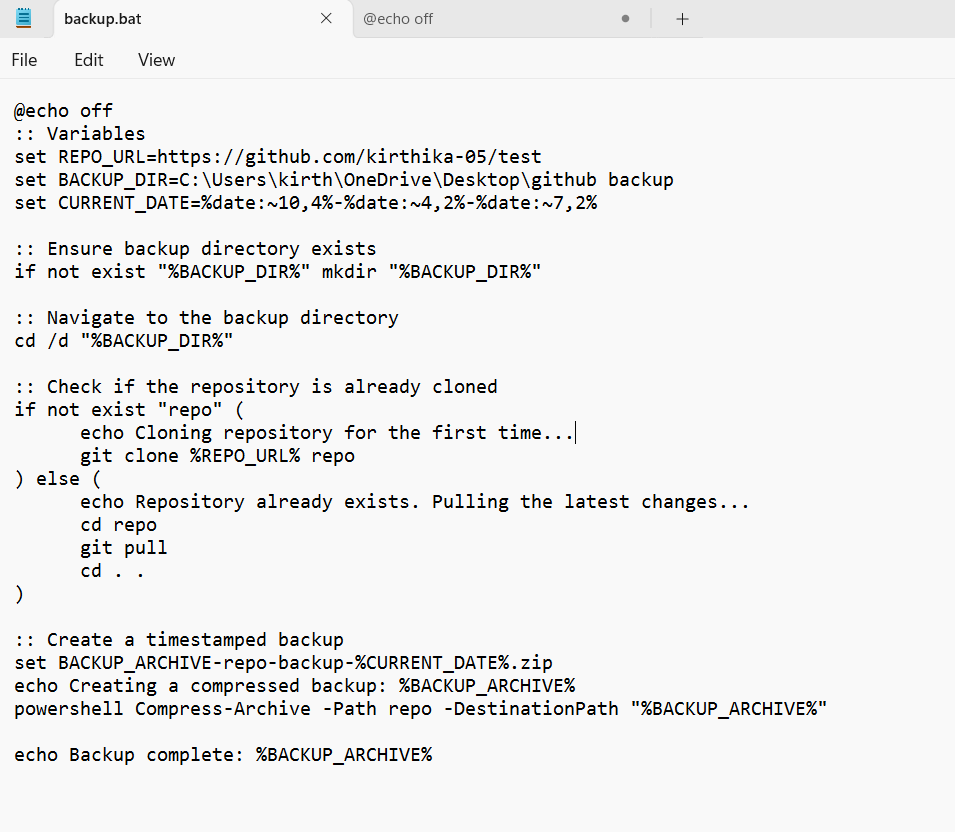 backup.bat
@echo off
File Edit View
@echo off
:: Variables
set REPO_URL=https://github.com/kirthika-05/test
set BACKUP_DIR=C:\Users\kirth\OneDrive\Desktop\github backup
set CURRENT_DATE=%date:~10,4%-%date:~4,2%-%date:~7,2%
:: Ensure backup directory exists
if not exist "%BACKUP_DIR%" mkdir "%BACKUP_DIR%"
:: Navigate to the backup directory
cd /d "%BACKUP_DIR%"
:: Check if the repository is already cloned
if not exist "repo" (
echo Cloning repository for the first time...
git clone %REPO_URL% repo
) else (
echo Repository already exists. Pulling the latest changes...
cd repo
git pull
cd . .
)
:: Create a timestamped backup
set BACKUP_ARCHIVE-repo-backup-%CURRENT_DATE%.zip
echo Creating a compressed backup: %BACKUP_ARCHIVE%
powershell Compress-Archive -Path repo -DestinationPath "%BACKUP_ARCHIVE%"
echo Backup complete: %BACKUP_ARCHIVE%